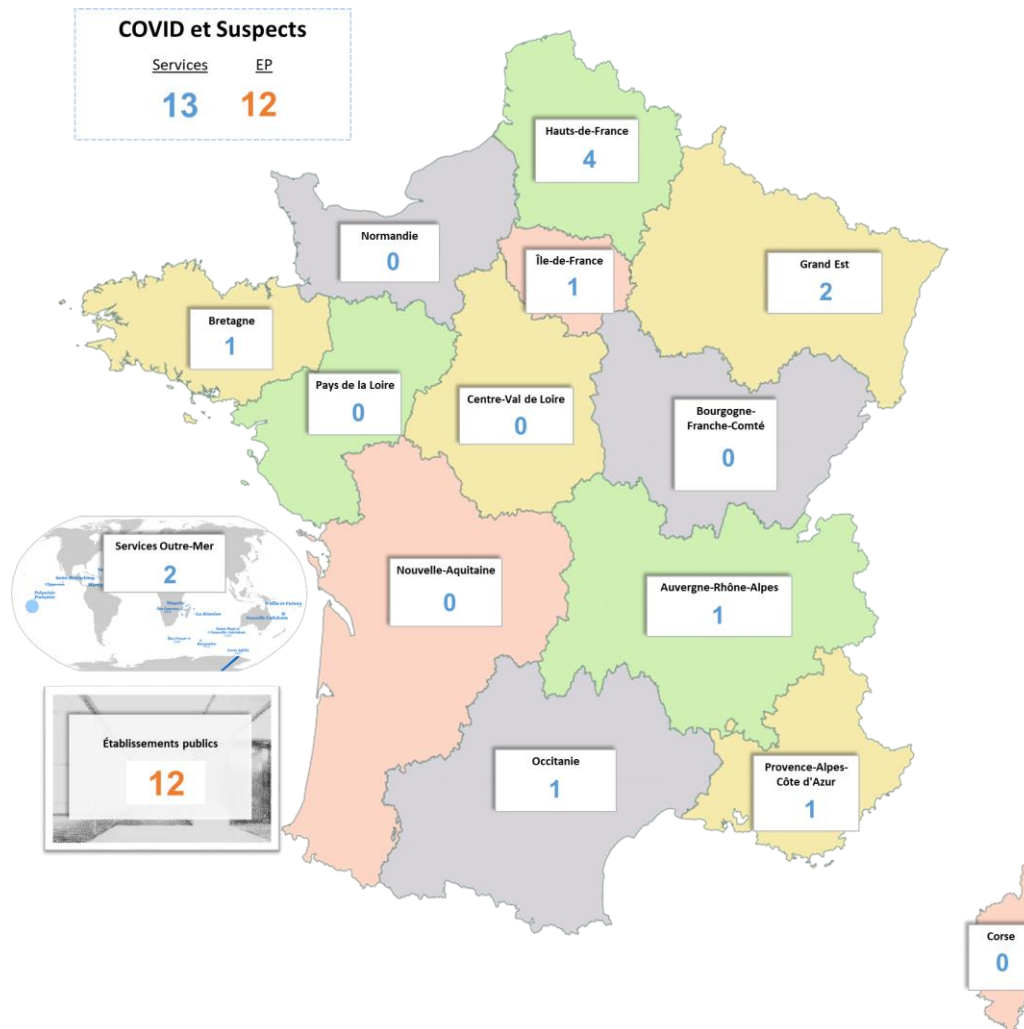 COVID et Suspects
Services EP
13 12
Hauts-de-France
4
Normandie
0
Île-de-France
1
Grand Est
2
Bretagne
1
Pays de la Loire
0
Centre-Val de Loire
0
Bourgogne-
Franche-Comté
0
Services Outre-Mer
2
Nouvelle-Aquitaine
0
Auvergne-Rhône-Alpes
1
Établissements publics
12
Occitanie
1
Provence-Alpes-
Côte d'Azur
1
Corse
0